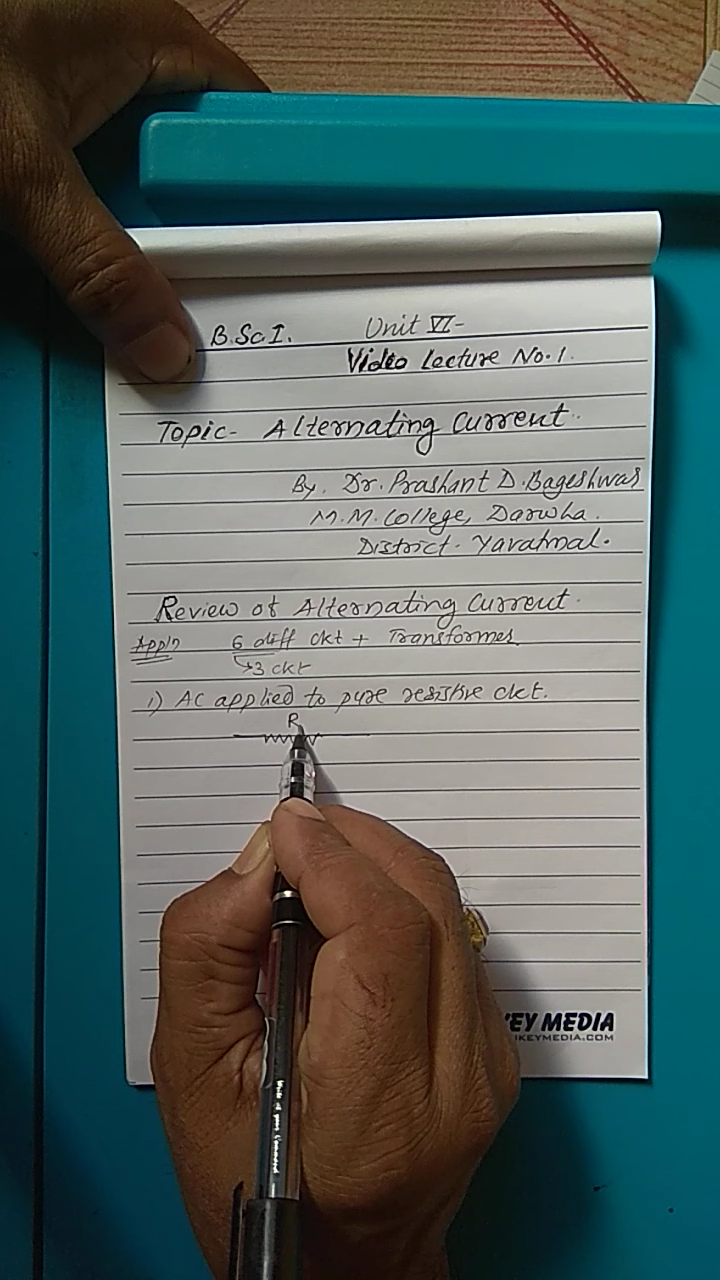 B.Sc.I. Unit VI-
Video Lecture No.1.
Topic- Alternating Current.
By. Dr. Prashant D. Bageshwar
M.M. College, Darwha.
District- Yavatmal.
Review of Alternating Current.
Appln 6 diff ckt + Transformer
→3 ckt
1) AC applied to pure resistive ckt.
R
KEY MEDIA
IKEYMEDIA.COM